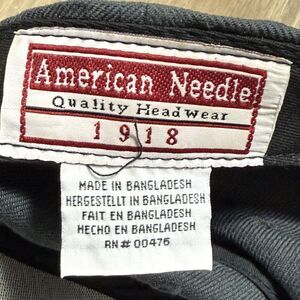 American Needle
Quality HeadWear
1918
MADE IN BANGLADESH
HERGESTELLT IN BANGLADESH
FAIT EN BANGLADESH
HECHO EN BANGLADESH
RN# 00476